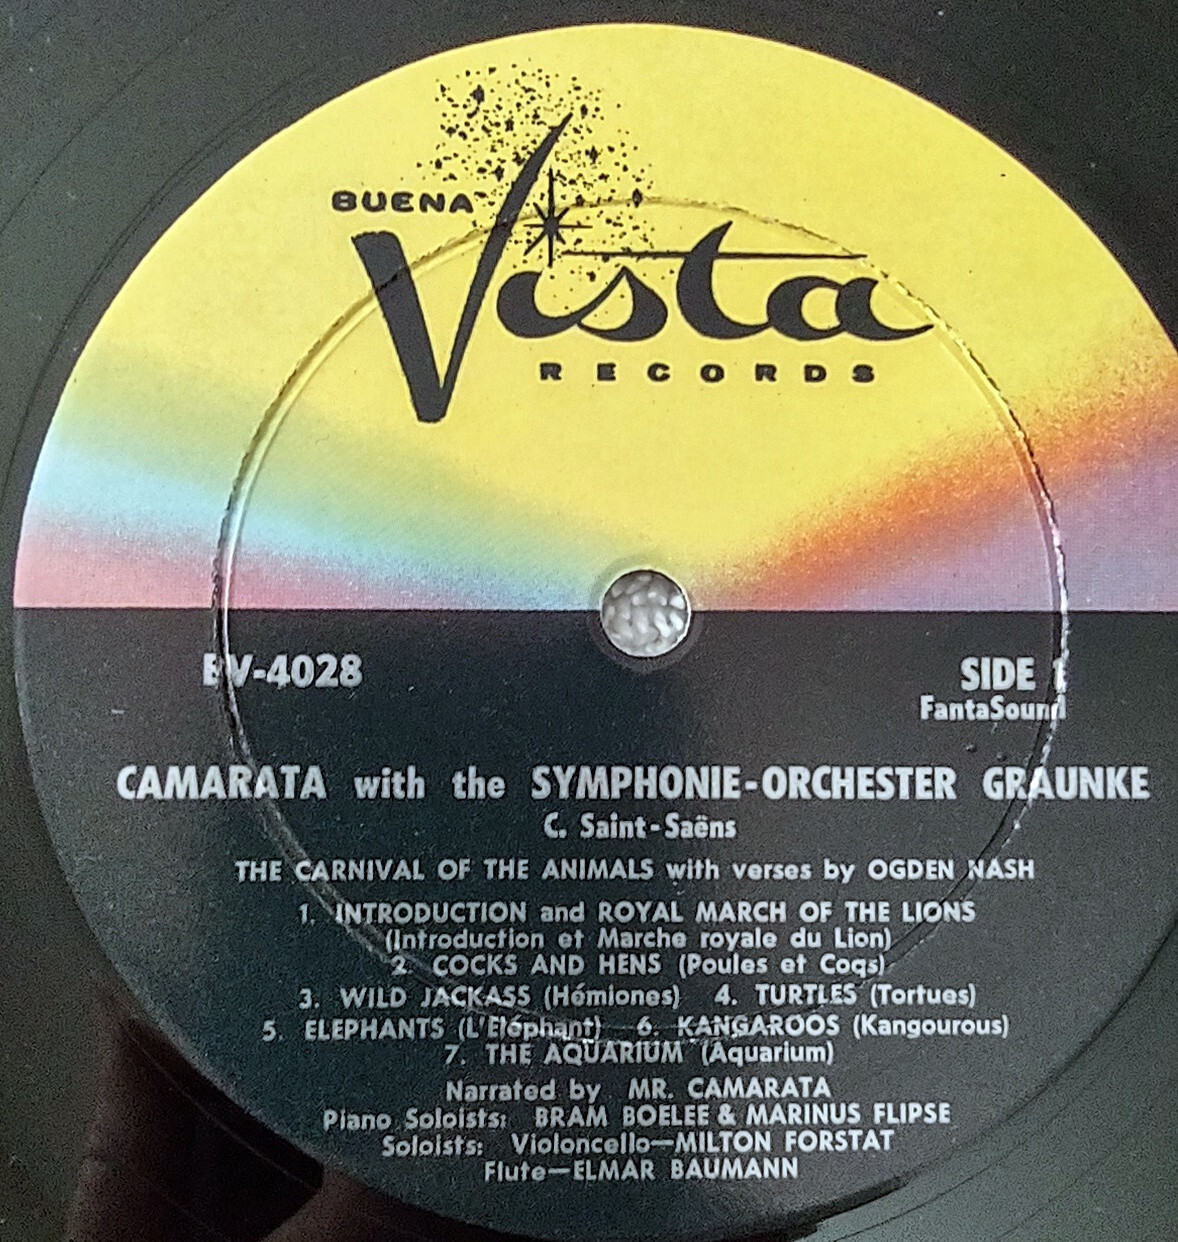 BUENA
Vista
RECORDS
BV-4028
SIDE 1
FantaSound
CAMARATA with the SYMPHONIE-ORCHESTER GRAUNKE
C. Saint-Saëns
THE CARNIVAL OF THE ANIMALS with verses by OGDEN NASH
1. INTRODUCTION and ROYAL MARCH OF THE LIONS
(Introduction et Marche royale du Lion)
2. COCKS AND HENS (Poules et Coqs)
3. WILD JACKASS (Hémiones) 4. TURTLES (Tortues)
5. ELEPHANTS (L'Eléphant) 6. KANGAROOS (Kangourous)
7. THE AQUARIUM (Aquarium)
Narrated by MR. CAMARATA
Piano Soloists: BRAM BOELEE & MARINUS FLIPSE
Soloists: Violoncello—MILTON FORSTAT
Flute—ELMAR BAUMANN